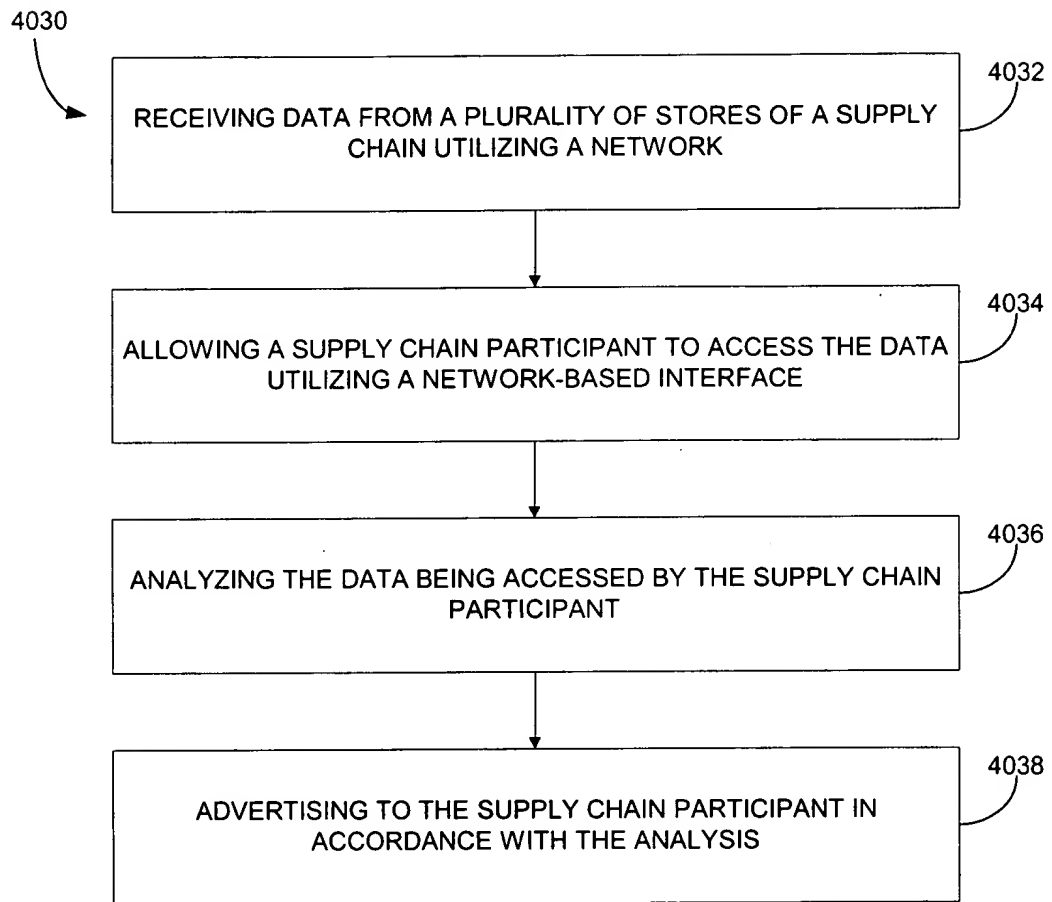 4030
4032
RECEIVING DATA FROM A PLURALITY OF STORES OF A SUPPLY
CHAIN UTILIZING A NETWORK
4034
ALLOWING A SUPPLY CHAIN PARTICIPANT TO ACCESS THE DATA
UTILIZING A NETWORK-BASED INTERFACE
4036
ANALYZING THE DATA BEING ACCESSED BY THE SUPPLY CHAIN
PARTICIPANT
4038
ADVERTISING TO THE SUPPLY CHAIN PARTICIPANT IN
ACCORDANCE WITH THE ANALYSIS